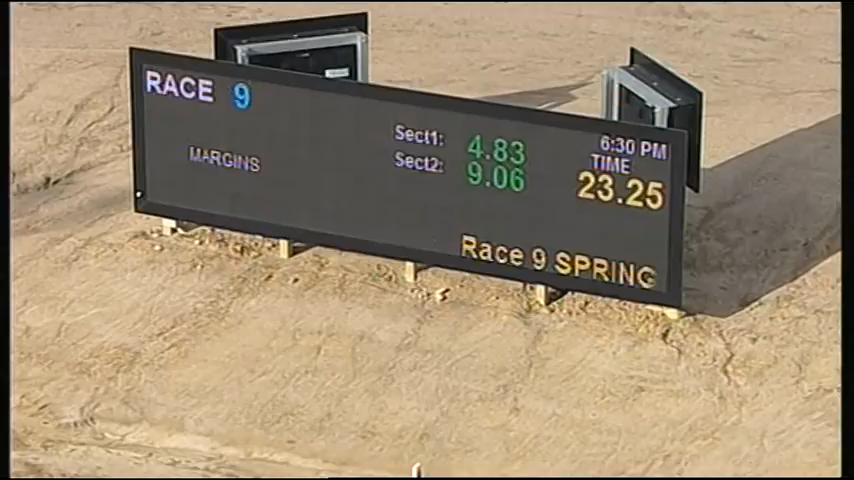 RACE 9
MARGINS
Sect1: 4.83
Sect2: 9.06
6:30 PM
TIME
23.25
Race 9 SPRING